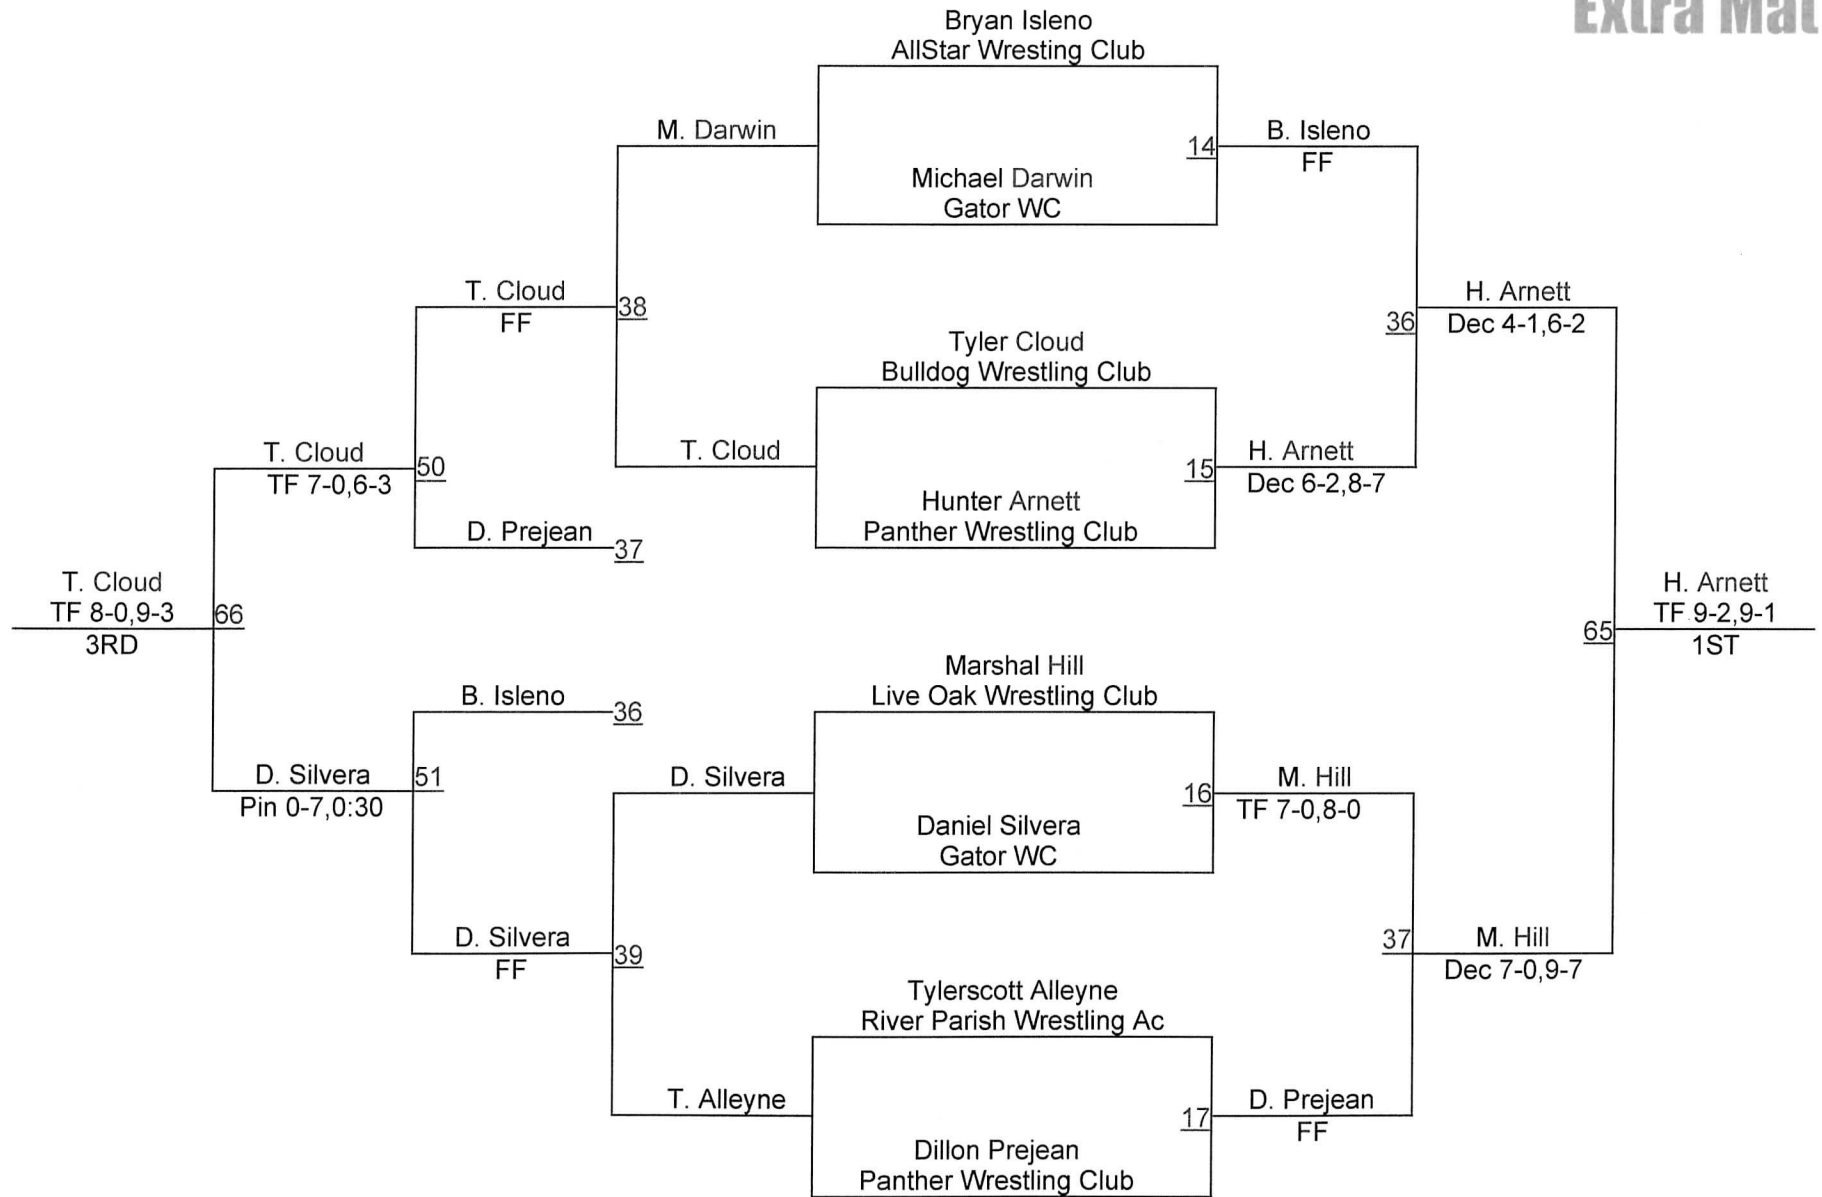 Extra Mat
Bryan Isleno
AllStar Wresting Club
M. Darwin
14
B. Isleno
FF
Michael Darwin
Gator WC
T. Cloud
FF
38
H. Arnett
Dec 4-1,6-2
36
Tyler Cloud
Bulldog Wrestling Club
T. Cloud
TF 7-0,6-3
50
T. Cloud
15
H. Arnett
Dec 6-2,8-7
Hunter Arnett
Panther Wrestling Club
D. Prejean
37
T. Cloud
TF 8-0,9-3
3RD
66
H. Arnett
TF 9-2,9-1
1ST
65
Marshal Hill
Live Oak Wrestling Club
B. Isleno
36
D. Silvera
Pin 0-7,0:30
51
D. Silvera
16
M. Hill
TF 7-0,8-0
Daniel Silvera
Gator WC
D. Silvera
FF
39
37
M. Hill
Dec 7-0,9-7
Tylerscott Alleyne
River Parish Wrestling Ac
T. Alleyne
17
D. Prejean
FF
Dillon Prejean
Panther Wrestling Club